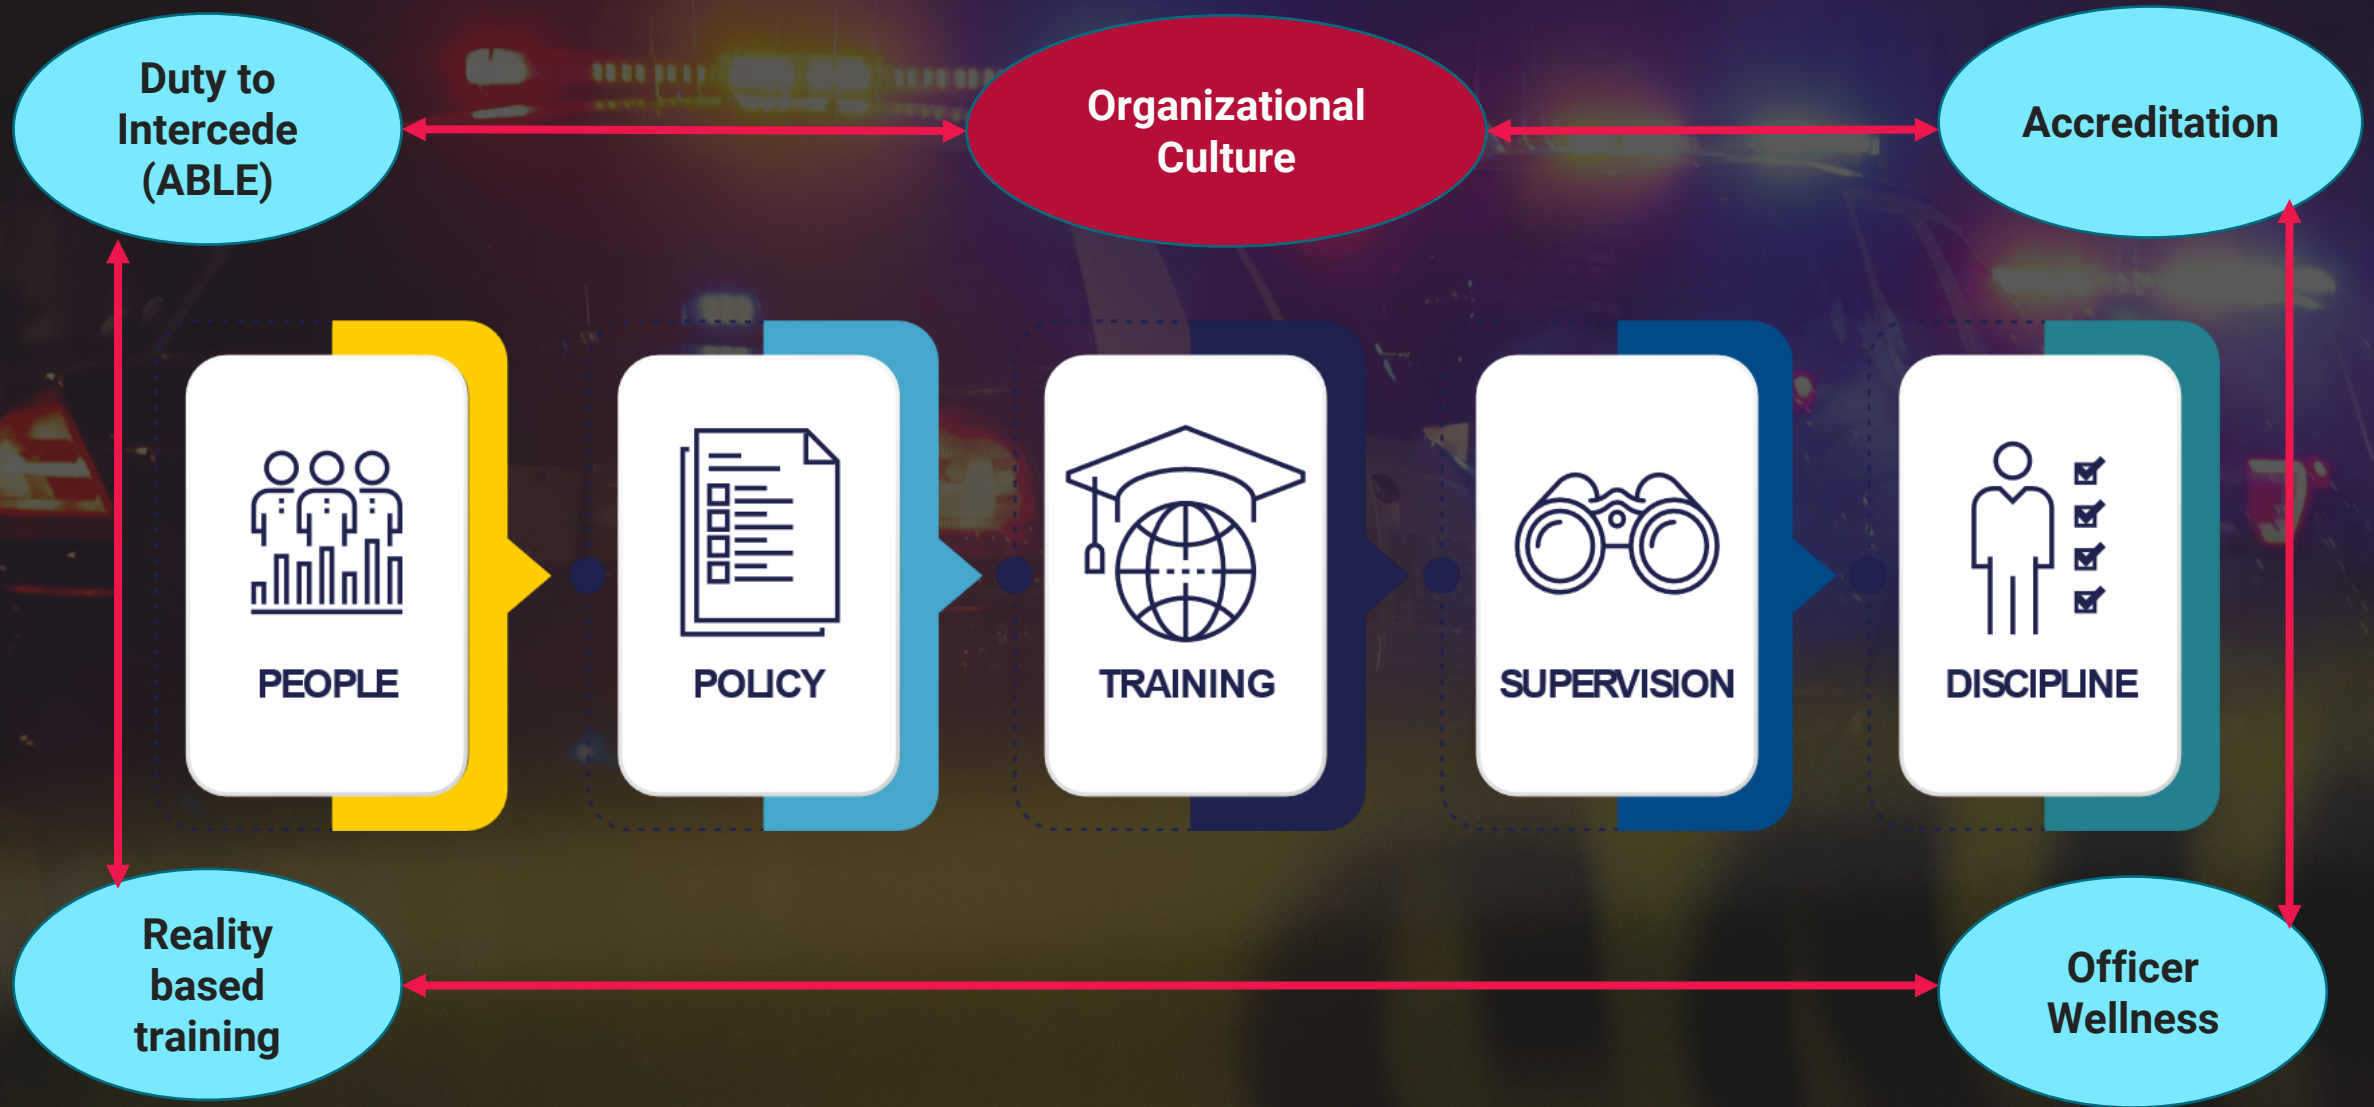 Duty to
Intercede
(ABLE)
Organizational
Culture
Accreditation
PEOPLE
POLICY
TRAINING
SUPERVISION
DISCIPLINE
Reality
based
training
Officer
Wellness